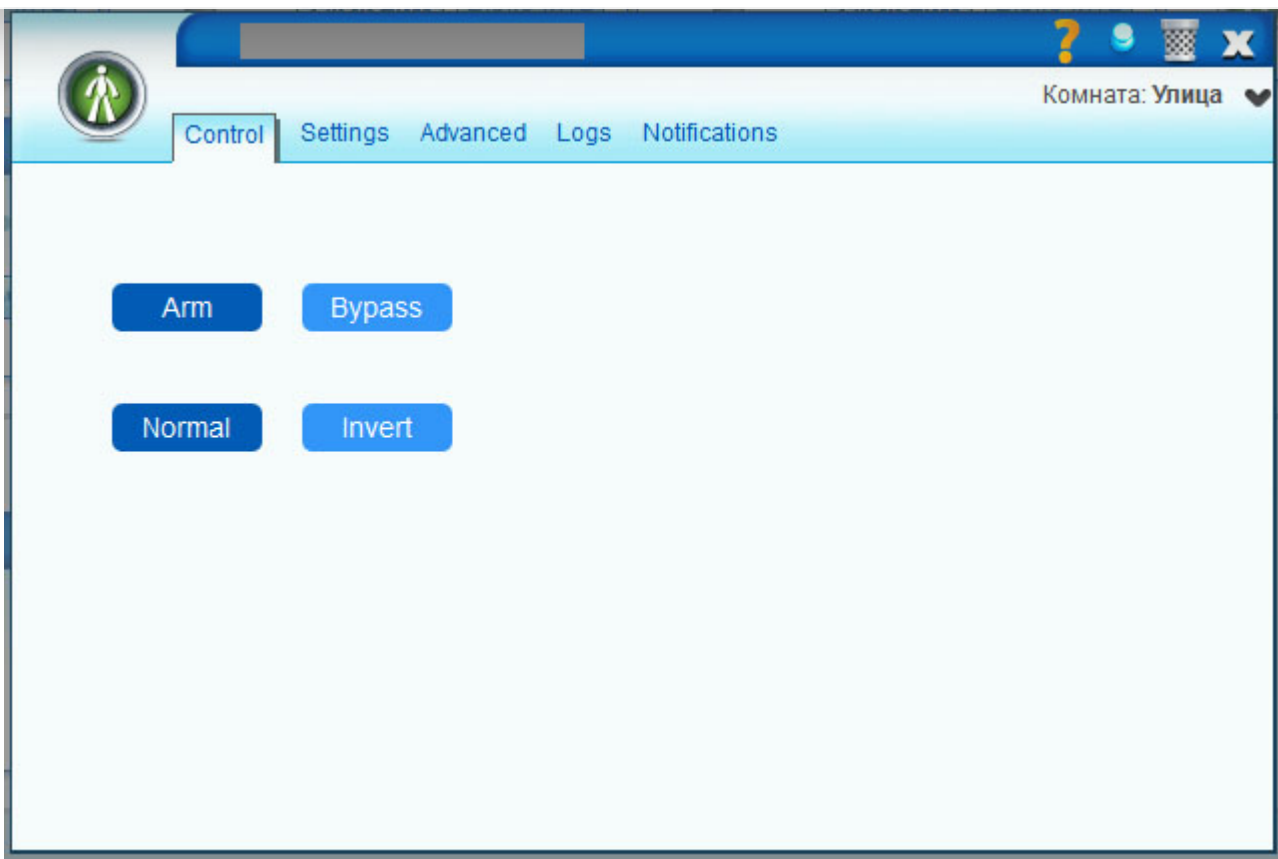 Комната: Улица
Control Settings Advanced Logs Notifications
Arm Bypass
Normal Invert